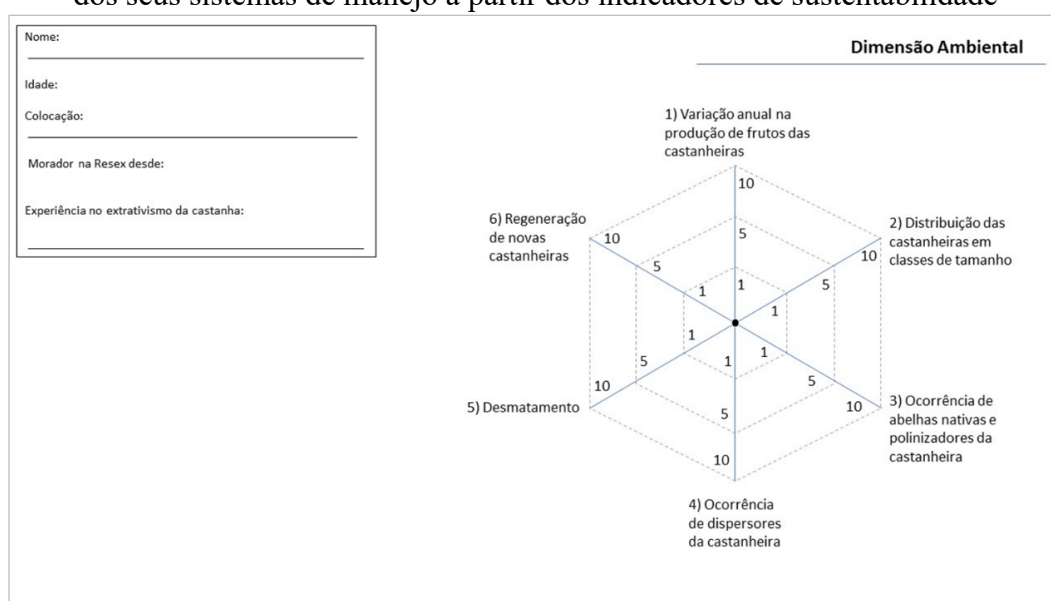 dos seus sistemas de manejo a partir dos indicadores de sustentabilidade
Nome:
Idade:
Colocação:
Morador na Resex desde:
Experiência no extrativismo da castanha:
Dimensão Ambiental
1) Variação anual na
produção de frutos das
castanheiras
10
5
1
2) Distribuição das
castanheiras em
classes de tamanho
10
5
1
3) Ocorrência de
abelhas nativas e
polinizadores da
castanheira
10
5
1
4) Ocorrência
de dispersores
da castanheira
10
5
1
5) Desmatamento
10
5
1
6) Regeneração
de novas
castanheiras
10
5
1